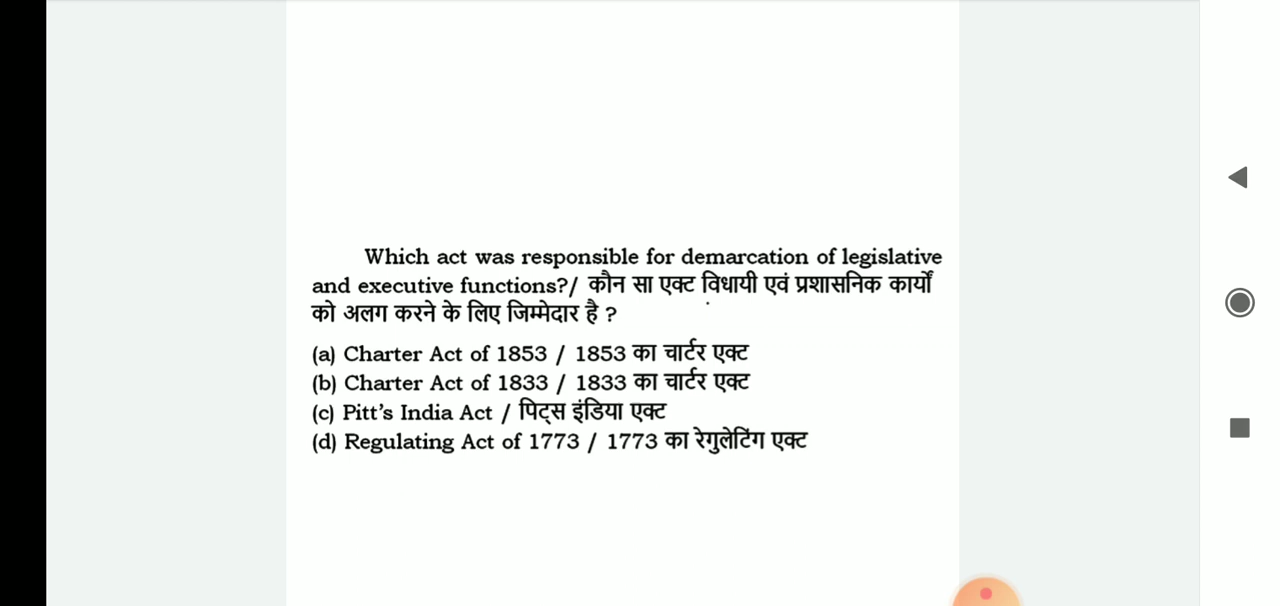 Which act was responsible for demarcation of legislative
and executive functions?/ कौन सा एक्ट विधायी एवं प्रशासनिक कार्यों
को अलग करने के लिए जिम्मेदार है ?
(a) Charter Act of 1853 / 1853 का चार्टर एक्ट
(b) Charter Act of 1833 / 1833 का चार्टर एक्ट
(c) Pitt's India Act / पिट्स इंडिया एक्ट
(d) Regulating Act of 1773 / 1773 का रेगुलेटिंग एक्ट